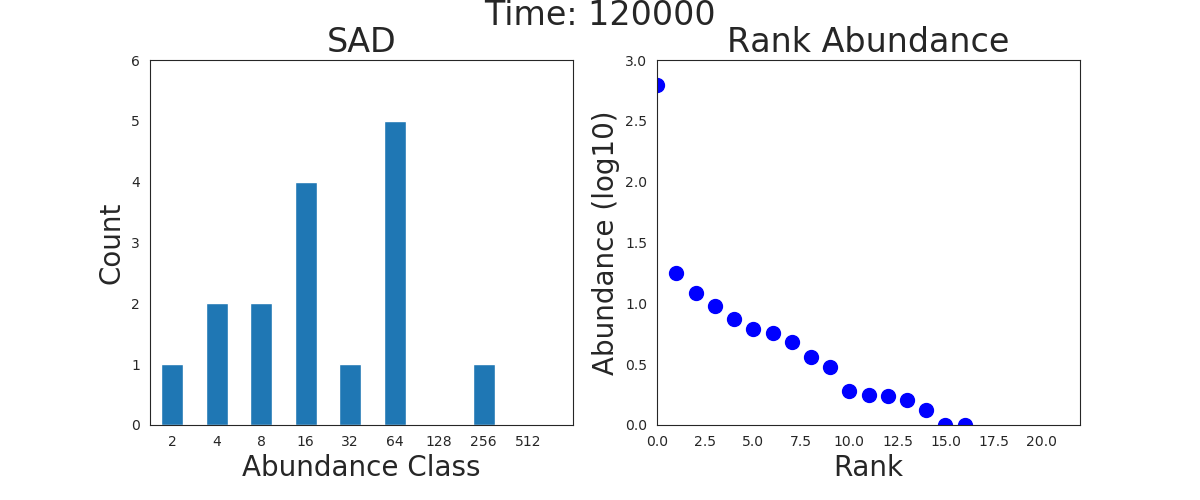 Time: 120000
SAD
Rank Abundance
6
5
4
3
2
1
0
Count
2 4 8 16 32 64 128 256 512
Abundance Class
3.0
2.5
2.0
1.5
1.0
0.5
0.0
Abundance (log10)
0.0 2.5 5.0 7.5 10.0 12.5 15.0 17.5 20.0
Rank